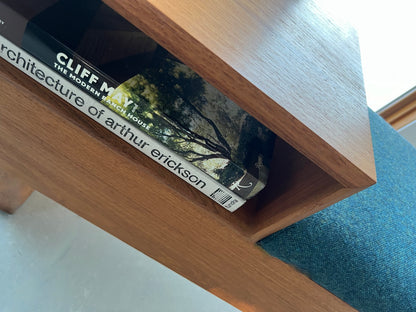 CLIFF MAY
THE MODERN RANCH HOUSE
architecture of arthur erickson